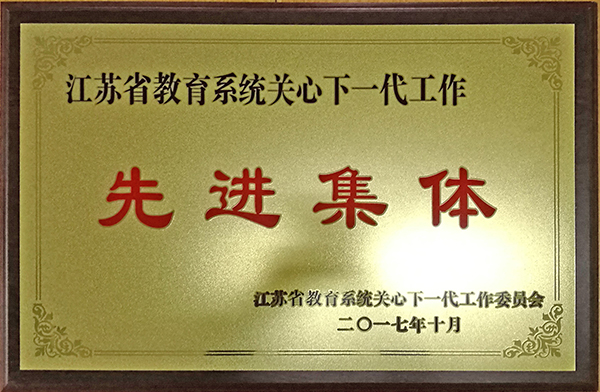 江苏省教育系统关心下一代工作
先进集体
江苏省教育系统关心下一代工作委员会
二〇一七年十月